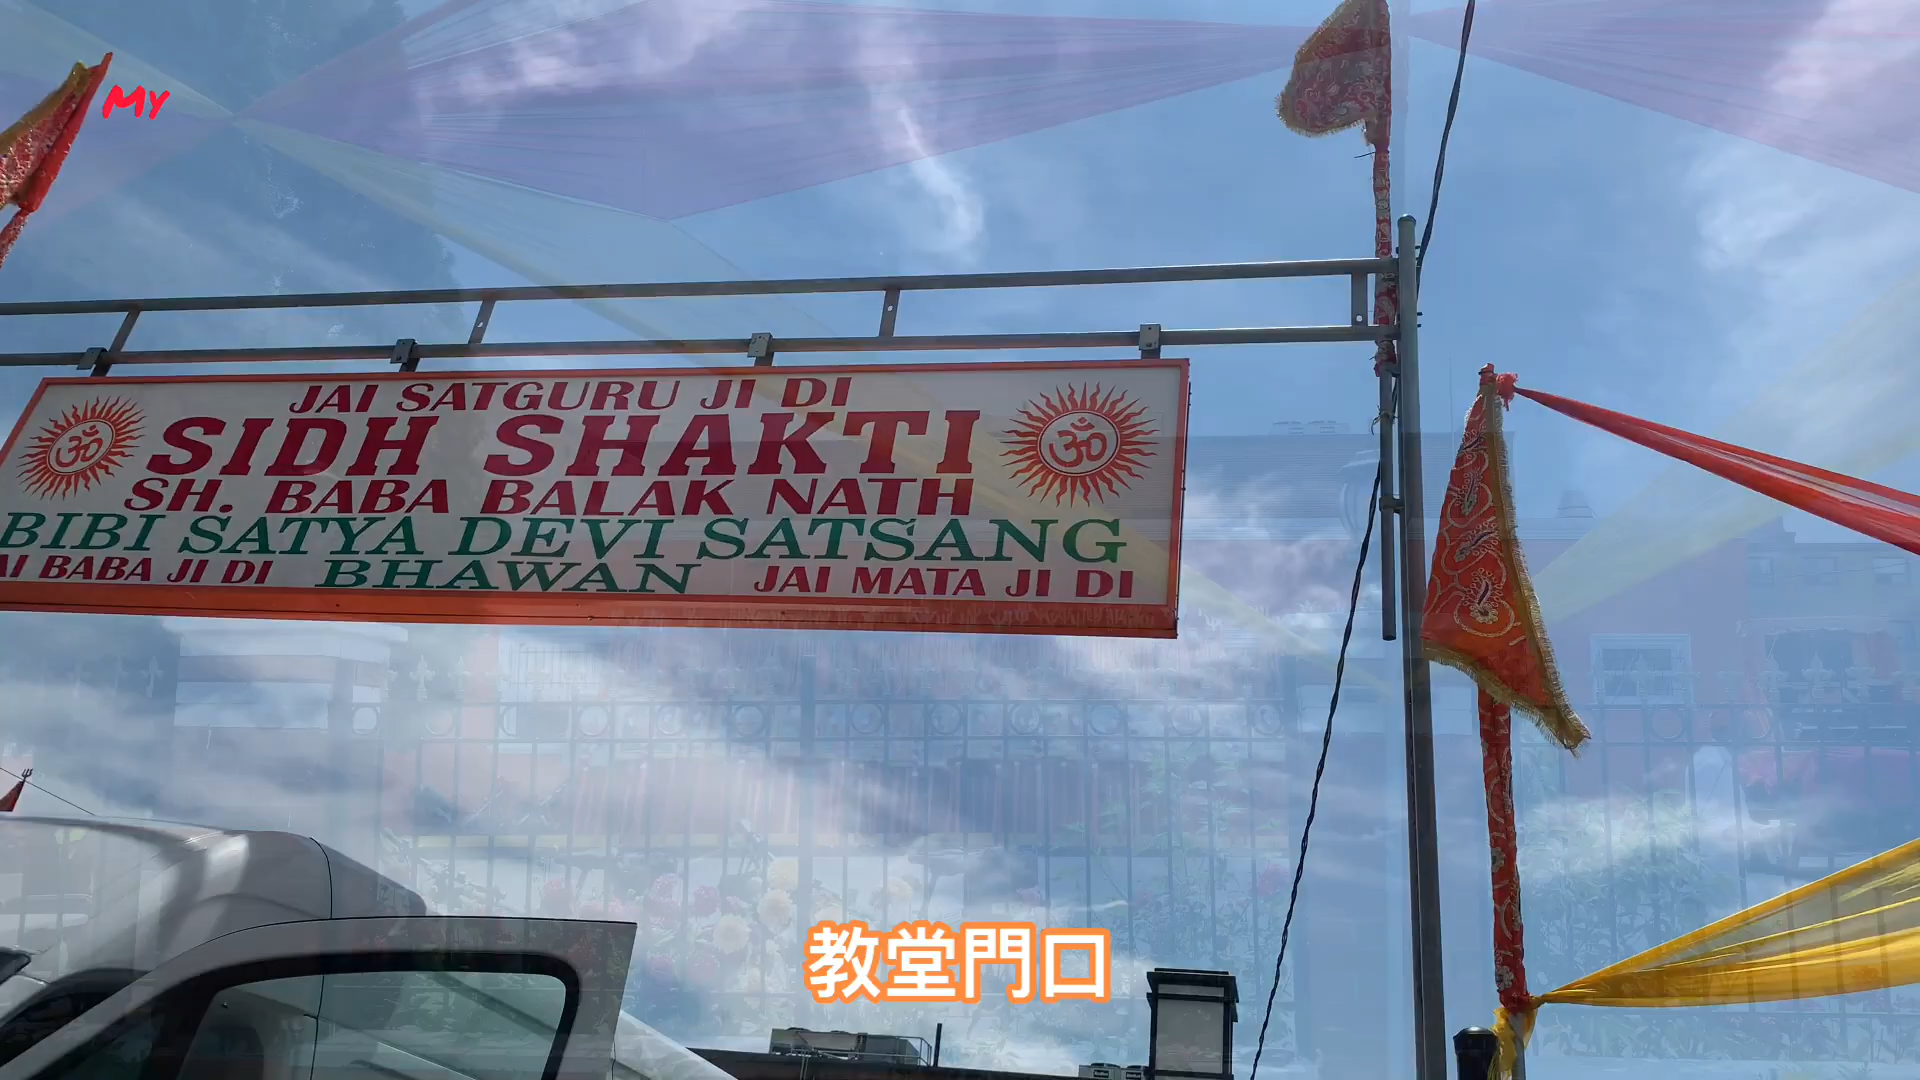 My
JAI SATGURU JI DI
ॐ SIDH SHAKTI ॐ
SH. BABA BALAK NATH
BIBI SATYA DEVI SATSANG
BHAWAN
AI BABA JI DI
JAI MATA JI DI
教堂門口